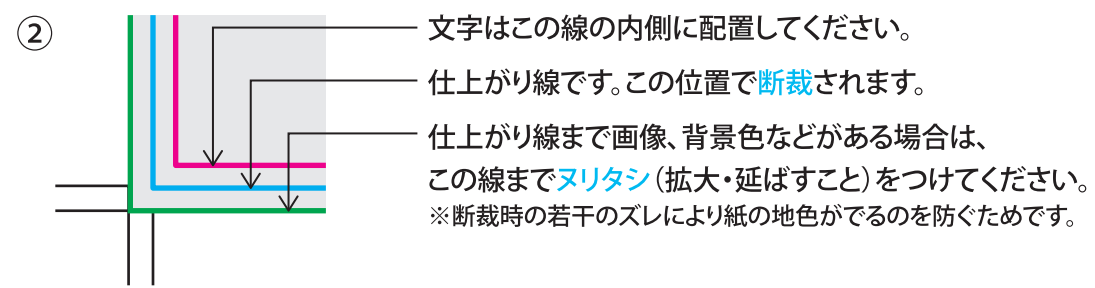 ②
文字はこの線の内側に配置してください。
仕上がり線です。この位置で断裁されます。
仕上がり線まで画像、背景色などがある場合は、
この線までヌリタシ（拡大・延ばすこと）をつけてください。
※断裁時の若干のズレにより紙の地色がでるのを防ぐためです。